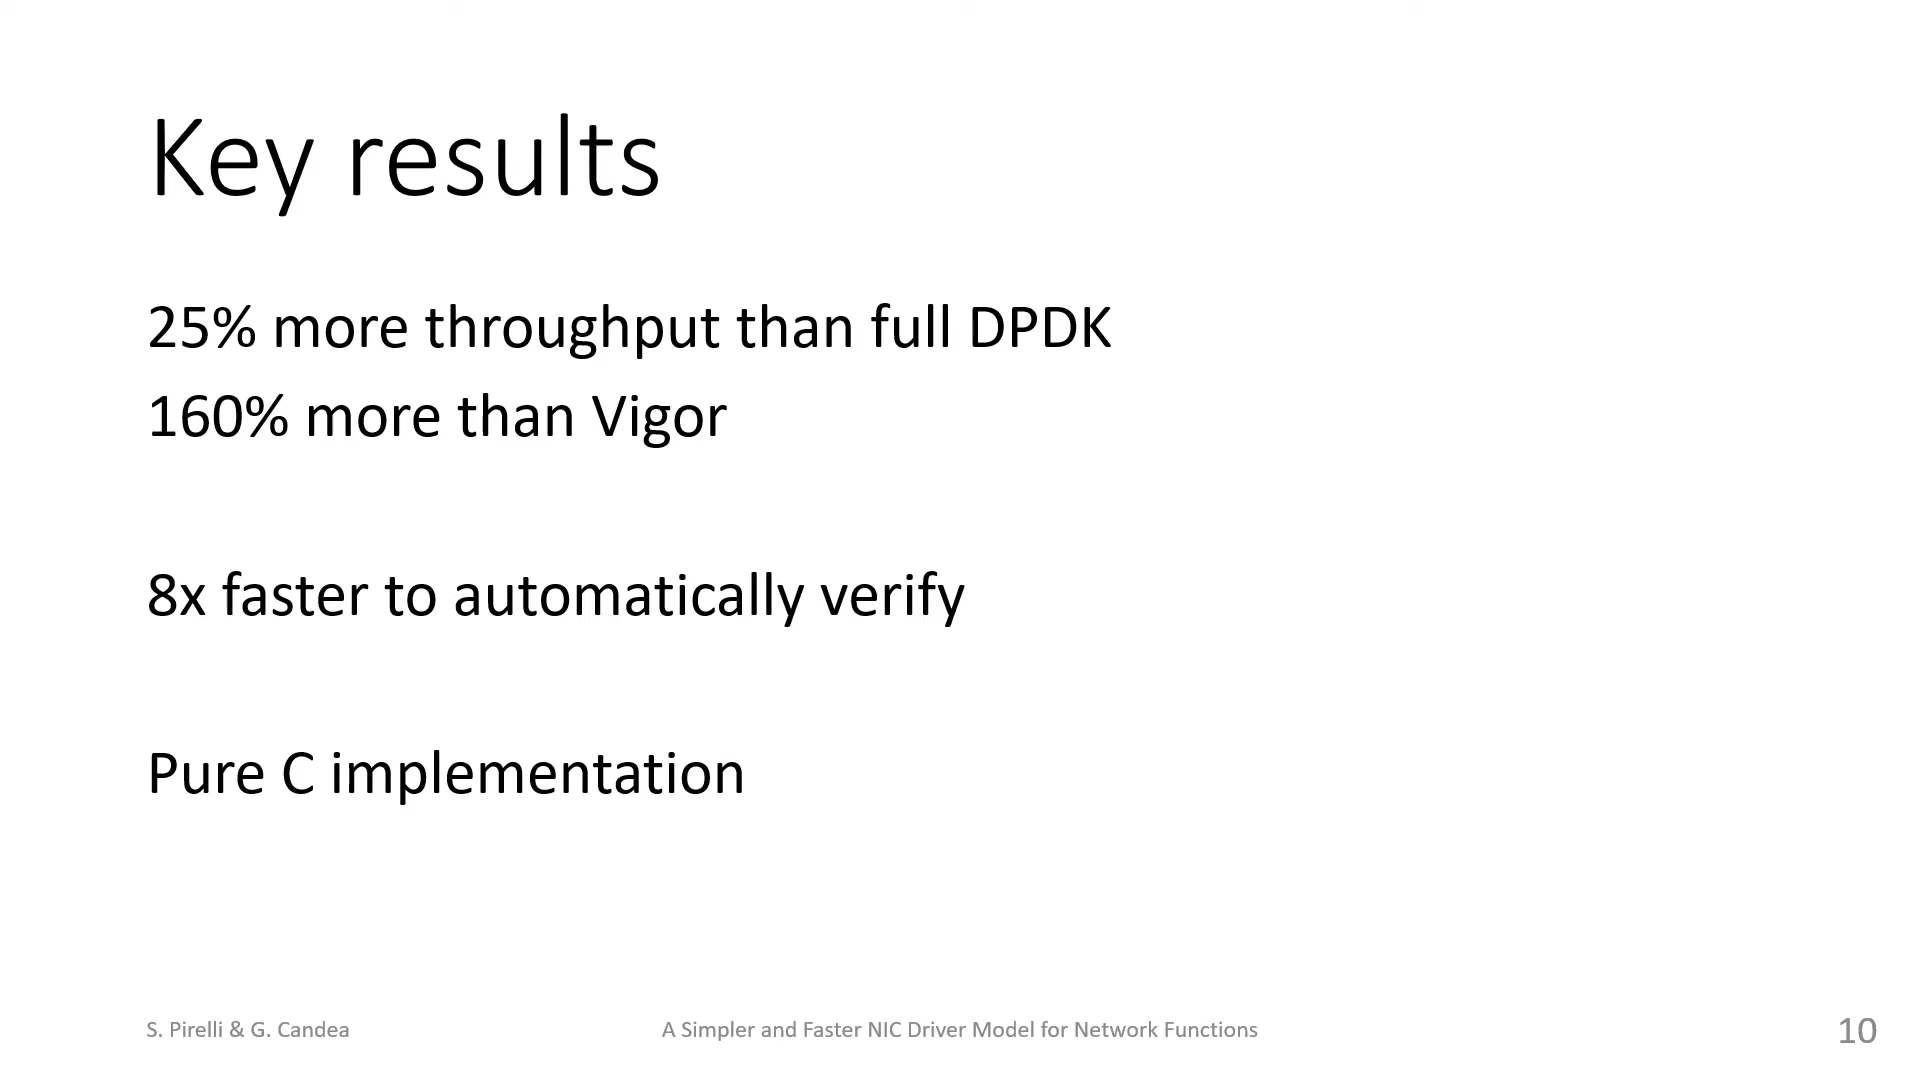 Key results
25% more throughput than full DPDK
160% more than Vigor
8x faster to automatically verify
Pure C implementation
S. Pirelli & G. Candea
A Simpler and Faster NIC Driver Model for Network Functions
10